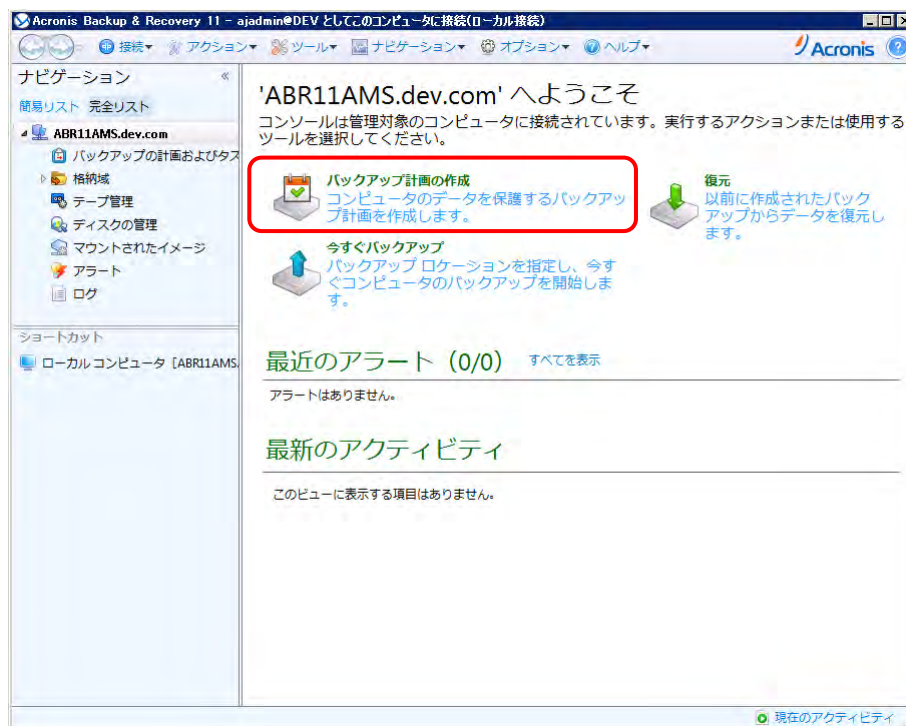 Acronis Backup & Recovery 11 - ajadmin@DEV としてこのコンピュータに接続(ローカル接続)
接続 アクション ツール ナビゲーション オプション ヘルプ Acronis
ナビゲーション
簡易リスト 完全リスト
ABR11AMS.dev.com
バックアップの計画およびタス
格納域
テープ管理
ディスクの管理
マウントされたイメージ
アラート
ログ
ショートカット
ローカル コンピュータ [ABR11AMS.
'ABR11AMS.dev.com' へようこそ
コンソールは管理対象のコンピュータに接続されています。実行するアクションまたは使用する
ツールを選択してください。
バックアップ計画の作成
コンピュータのデータを保護するバックアッ
プ計画を作成します。
復元
以前に作成されたバック
アップからデータを復元し
ます。
今すぐバックアップ
バックアップ ロケーションを指定し、今す
ぐコンピュータのバックアップを開始しま
す。
最近のアラート (0/0) すべてを表示
アラートはありません。
最新のアクティビティ
このビューに表示する項目はありません。
現在のアクティビティ